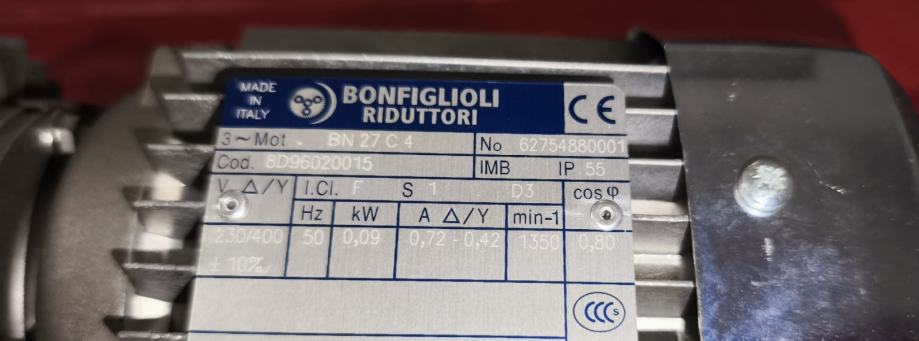 MADE IN ITALY
BONFIGLIOLI
RIDUTTORI
CE
3~Mot. BN 27 C 4 No 62754880001
Cod. 8D96020015 IMB IP 55
V Δ/Y I.Cl. F S 1 D3 cos φ
Hz kW A Δ/Y min-1
230/400 50 0,09 0,72 - 0,42 1350 0,80
± 10%
CCC S